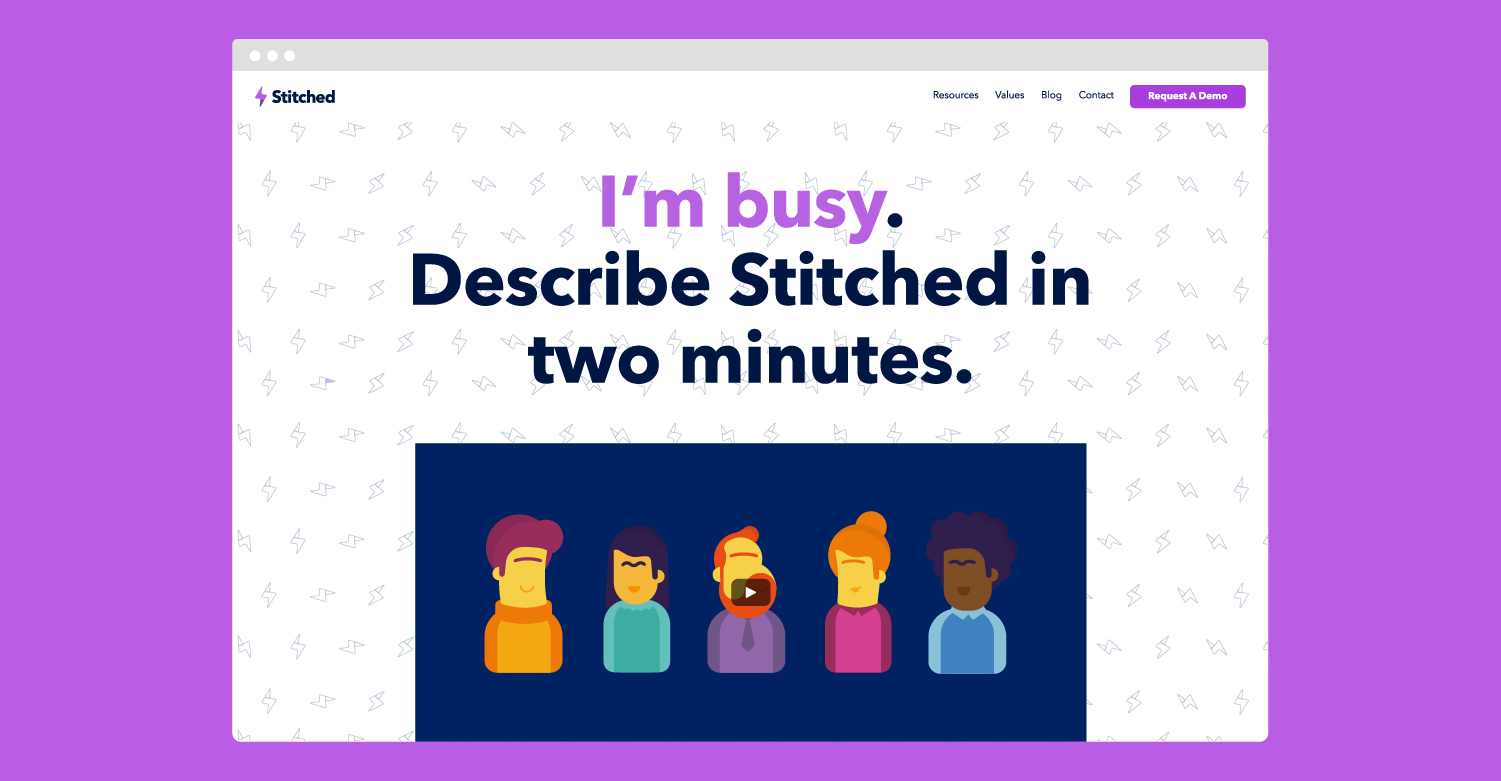 Stitched
Resources Values Blog Contact Request A Demo
I’m busy.
Describe Stitched in
two minutes.